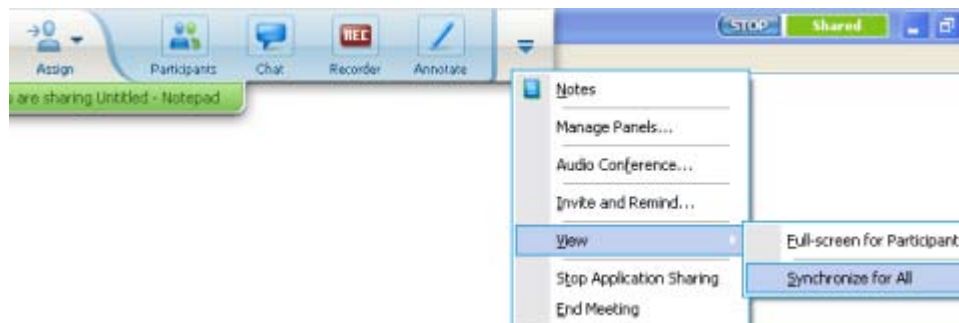 STOP Shared
REC
Assign Participants Chat Recorder Annotate
are sharing Untitled - Notepad
Notes
Manage Panels...
Audio Conference...
Invite and Remind...
View
Full-screen for Participant
Stop Application Sharing
Synchronize for All
End Meeting